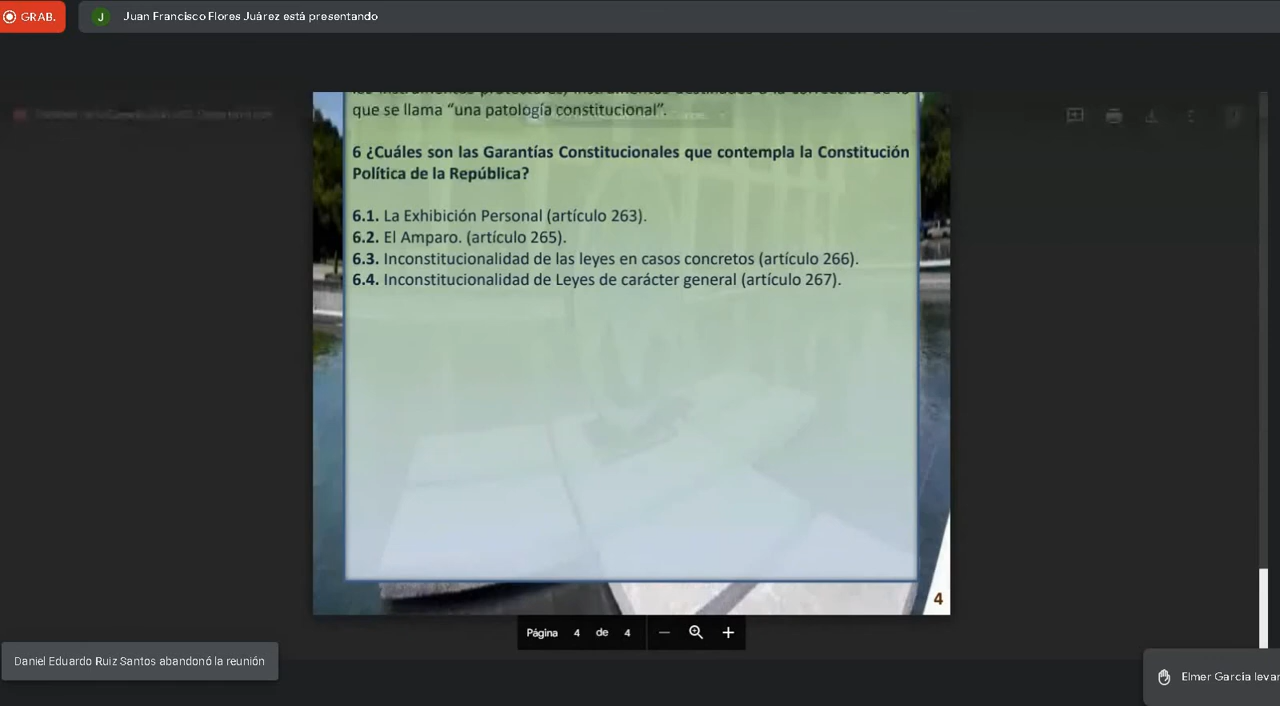 GRAB.
J
Juan Francisco Flores Juárez está presentando
que se llama “una patología constitucional”.
6 ¿Cuáles son las Garantías Constitucionales que contempla la Constitución
Política de la República?
6.1. La Exhibición Personal (artículo 263).
6.2. El Amparo. (artículo 265).
6.3. Inconstitucionalidad de las leyes en casos concretos (artículo 266).
6.4. Inconstitucionalidad de Leyes de carácter general (artículo 267).
4
Página 4 de 4
Daniel Eduardo Ruiz Santos abandonó la reunión
Elmer Garcia levar